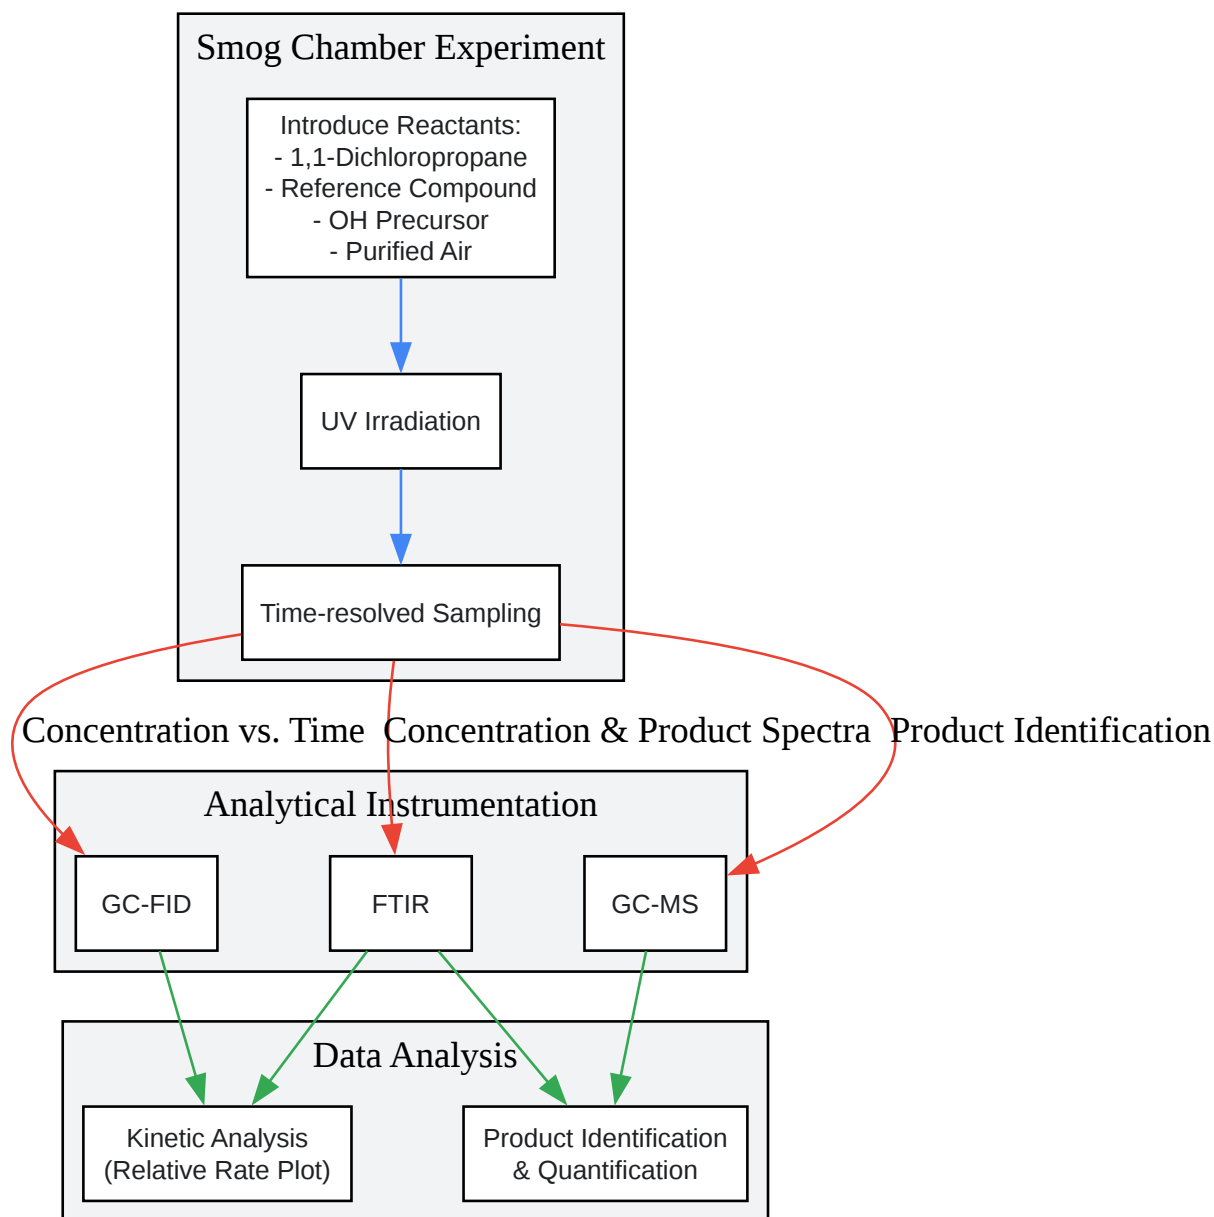 Smog Chamber Experiment
Introduce Reactants:
- 1,1-Dichloropropane
- Reference Compound
- OH Precursor
- Purified Air
UV Irradiation
Time-resolved Sampling
Concentration vs. Time
Concentration & Product Spectra
Product Identification
Analytical Instrumentation
GC-FID
FTIR
GC-MS
Data Analysis
Kinetic Analysis
(Relative Rate Plot)
Product Identification
& Quantification